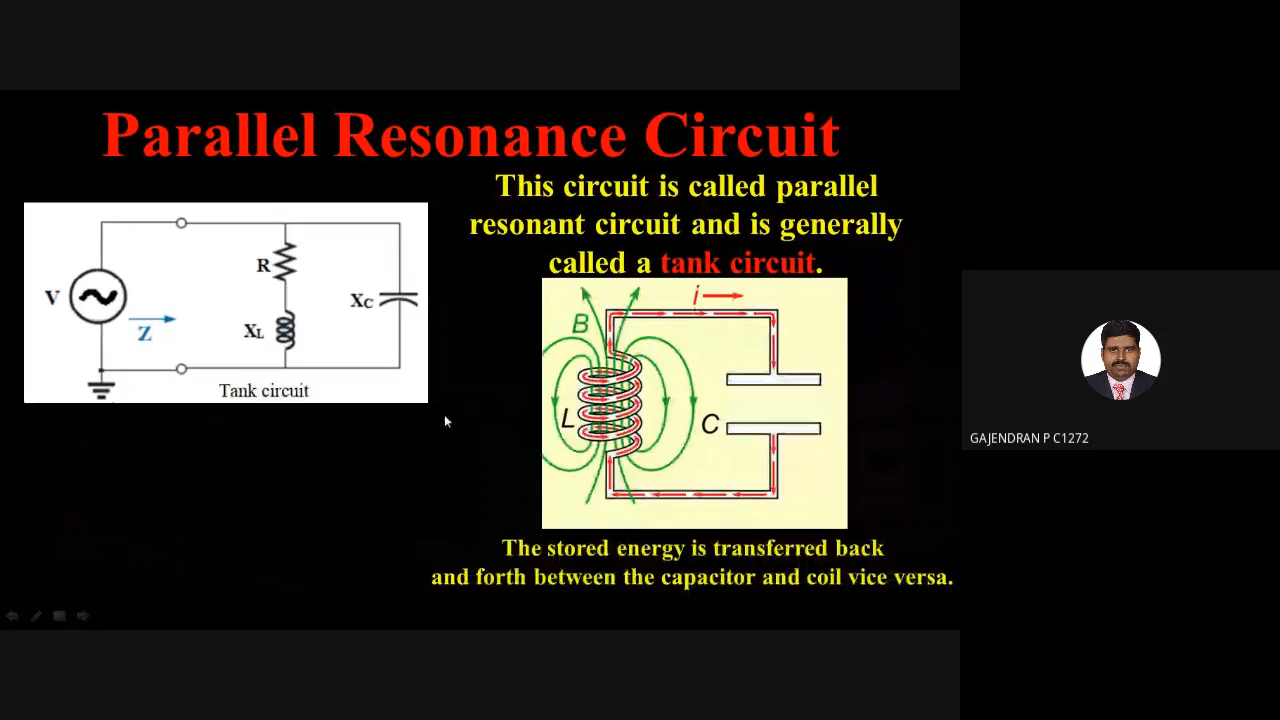 Parallel Resonance Circuit
This circuit is called parallel
resonant circuit and is generally
called a tank circuit.
V
Z
R
XL
XC
Tank circuit
i
B
L
C
The stored energy is transferred back
and forth between the capacitor and coil vice versa.
GAJENDRAN P C1272